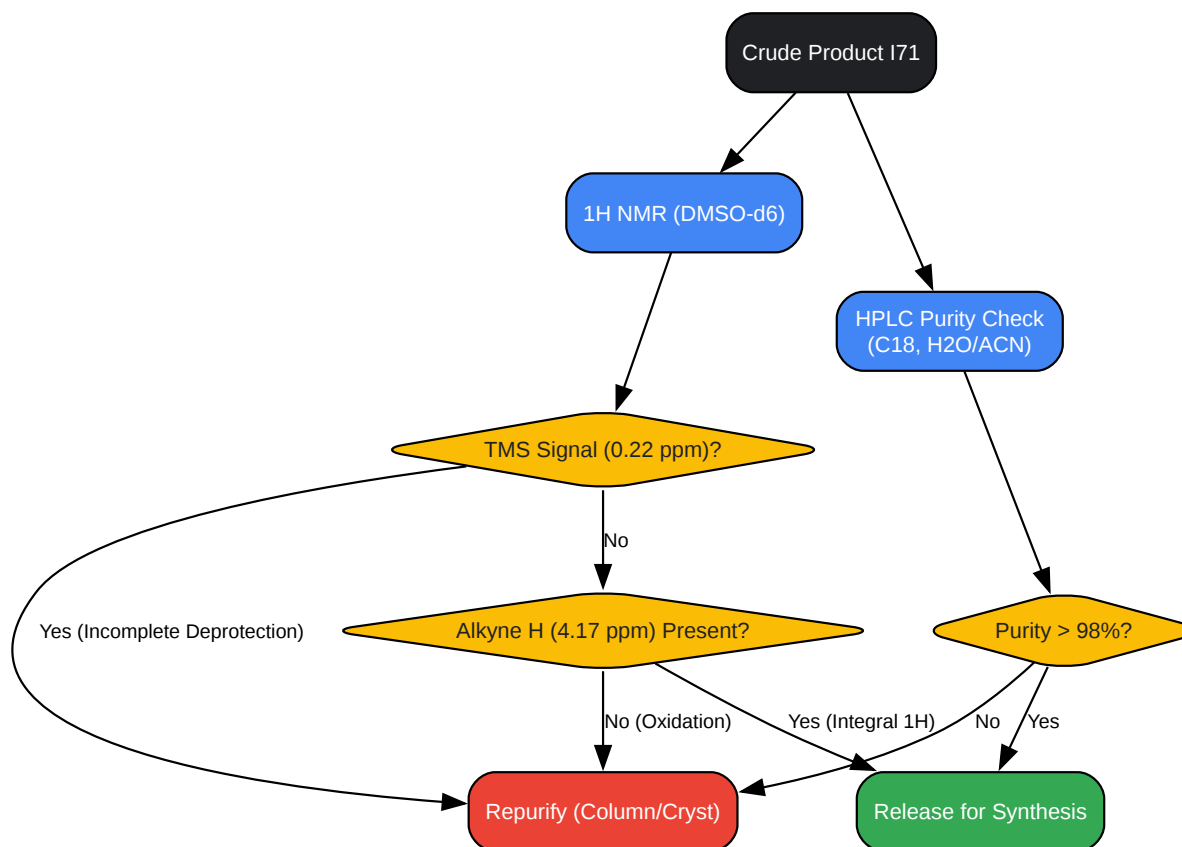 Crude Product I71
1H NMR (DMSO-d6)
HPLC Purity Check
(C18, H2O/ACN)
TMS Signal (0.22 ppm)?
No
Yes (Incomplete Deprotection)
Alkyne H (4.17 ppm) Present?
Purity > 98%?
No (Oxidation)
Yes (Integral 1H)
No
Yes
Repurify (Column/Cryst)
Release for Synthesis